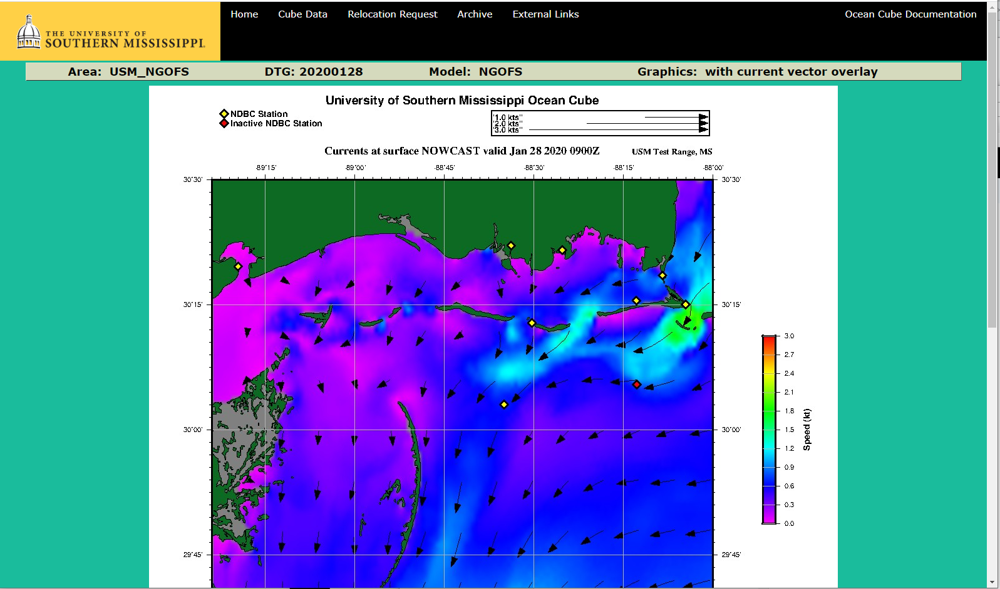 Home Cube Data Relocation Request Archive External Links Ocean Cube Documentation
THE UNIVERSITY OF
SOUTHERN MISSISSIPPI.
Area: USM_NGOFS DTG: 20200128 Model: NGOFS Graphics: with current vector overlay
University of Southern Mississippi Ocean Cube
NDBC Station
Inactive NDBC Station
"1.0 kts"
"2.0 kts"
"3.0 kts"
Currents at surface NOWCAST valid Jan 28 2020 0900Z USM Test Range, MS
-89°15' -89°00' -88°45' -88°30' -88°15' -88°00'
30°30' 30°30'
30°15' 30°15'
30°00' 30°00'
29°45' 29°45'
3.0
2.7
2.4
2.1
1.8
1.5
1.2
0.9
0.6
0.3
0.0
Speed (kt)